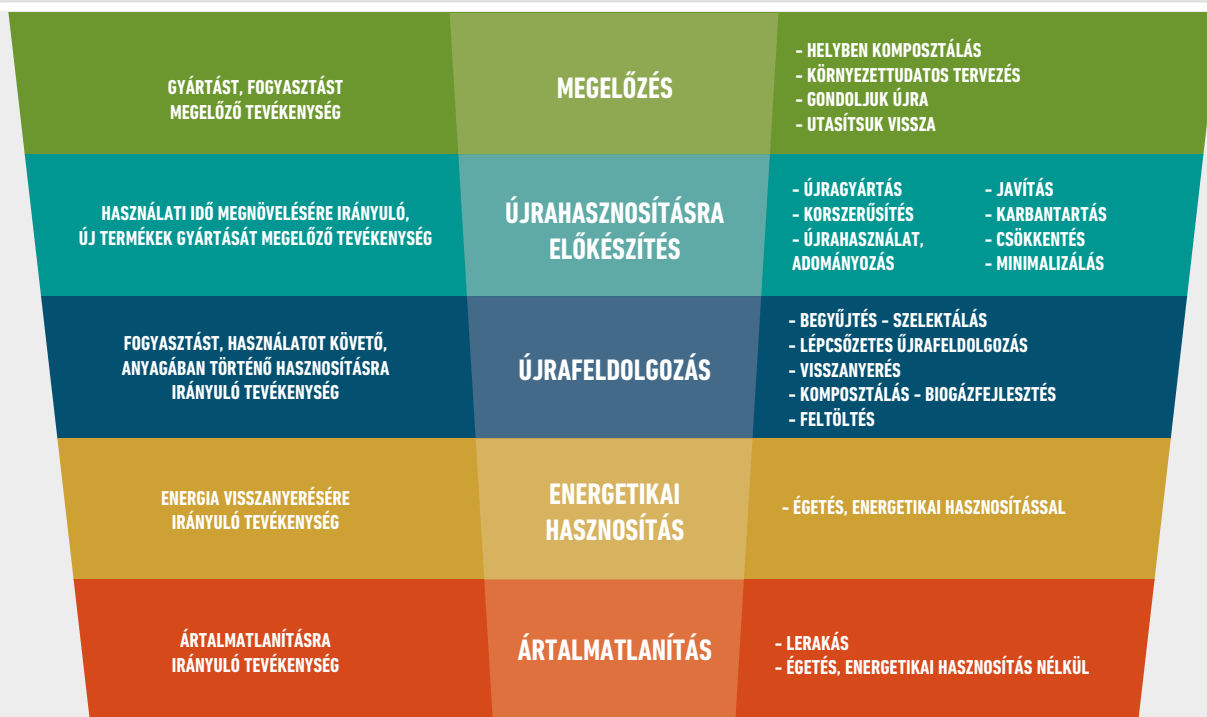 GYÁRTÁST, FOGYASZTÁST
MEGELŐZŐ TEVÉKENYSÉG
MEGELŐZÉS
- HELYBEN KOMPOSZTÁLÁS
- KÖRNYEZETTUDATOS TERVEZÉS
- GONDOLJUK ÚJRA
- UTASÍTSUK VISSZA
HASZNÁLATI IDŐ MEGNÖVELÉSÉRE IRÁNYULÓ,
ÚJ TERMÉKEK GYÁRTÁSÁT MEGELŐZŐ TEVÉKENYSÉG
ÚJRAHASZNOSÍTÁSRA
ELŐKÉSZÍTÉS
- ÚJRAGYÁRTÁS
- KORSZERŰSÍTÉS
- ÚJRAHASZNÁLAT,
ADOMÁNYOZÁS
- JAVÍTÁS
- KARBANTARTÁS
- CSÖKKENTÉS
- MINIMALIZÁLÁS
FOGYASZTÁST, HASZNÁLATOT KÖVETŐ,
ANYAGÁBAN TÖRTÉNŐ HASZNOSÍTÁSRA
IRÁNYULÓ TEVÉKENYSÉG
ÚJRAFELDOLGOZÁS
- BEGYŰJTÉS - SZELEKTÁLÁS
- LÉPCSŐZETES ŰJRAFELDOLGOZÁS
- VISSZANYERÉS
- KOMPOSZTÁLÁS - BIOGÁZFEJLESZTÉS
- FELTÖLTÉS
ENERGIA VISSZANYERÉSÉRE
IRÁNYULÓ TEVÉKENYSÉG
ENERGETIKAI
HASZNOSÍTÁS
- ÉGETÉS, ENERGETIKAI HASZNOSÍTÁSSAL
ÁRTALMATLANÍTÁSRA
IRÁNYULÓ TEVÉKENYSÉG
ÁRTALMATLANÍTÁS
- LERAKÁS
- ÉGETÉS, ENERGETIKAI HASZNOSÍTÁS NÉLKÜL